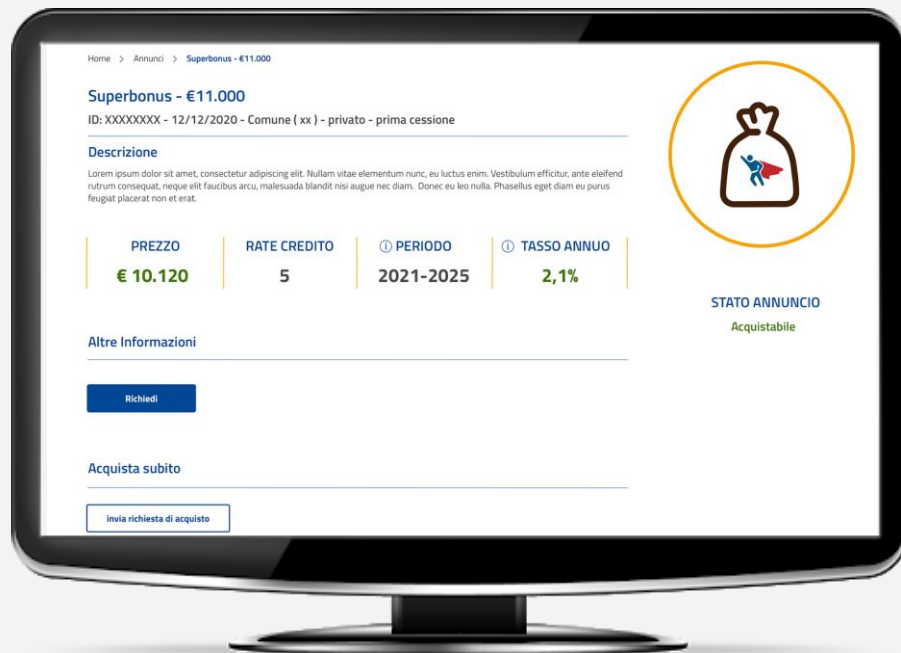 Home > Annunci > Superbonus - €11.000
Superbonus - €11.000
ID: XXXXXXXX - 12/12/2020 - Comune ( xx ) - privato - prima cessione
Descrizione
Lorem ipsum dolor sit amet, consectetur adipiscing elit. Nullam vitae elementum nunc, eu luctus enim. Vestibulum efficitur, ante eleifend
rutrum consequat, neque elit faucibus arcu, malesuada blandit nisi augue nec diam. Donec eu leo nulla. Phasellus eget diam eu purus
feugiat placerat non et erat.
PREZZO
€ 10.120
RATE CREDITO
5
PERIODO
2021-2025
TASSO ANNUO
2,1%
STATO ANNUNCIO
Acquistabile
Altre Informazioni
Richiedi
Acquista subito
invia richiesta di acquisto